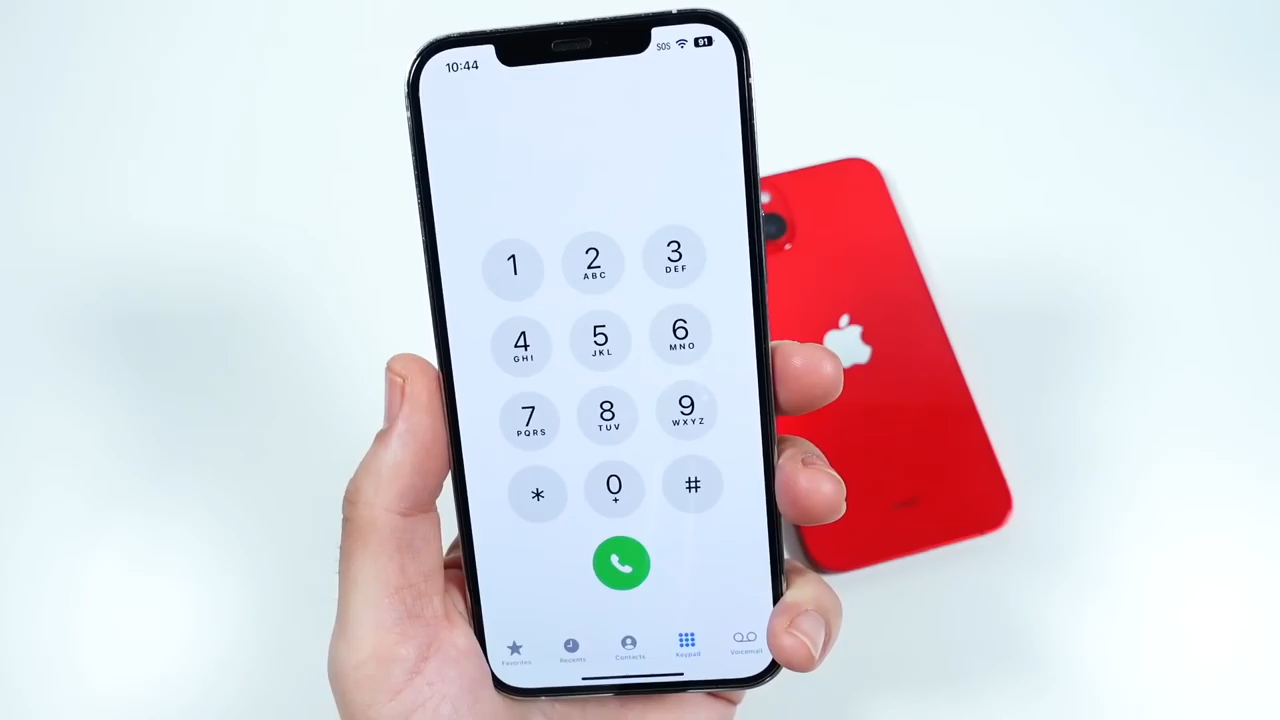 10:44
SOS 91
1 2 3
ABC DEF
4 5 6
GHI JKL MNO
7 8 9
PQRS TUV WXYZ
* 0 #
+
Favorites Recents Contacts Keypad Voicemail